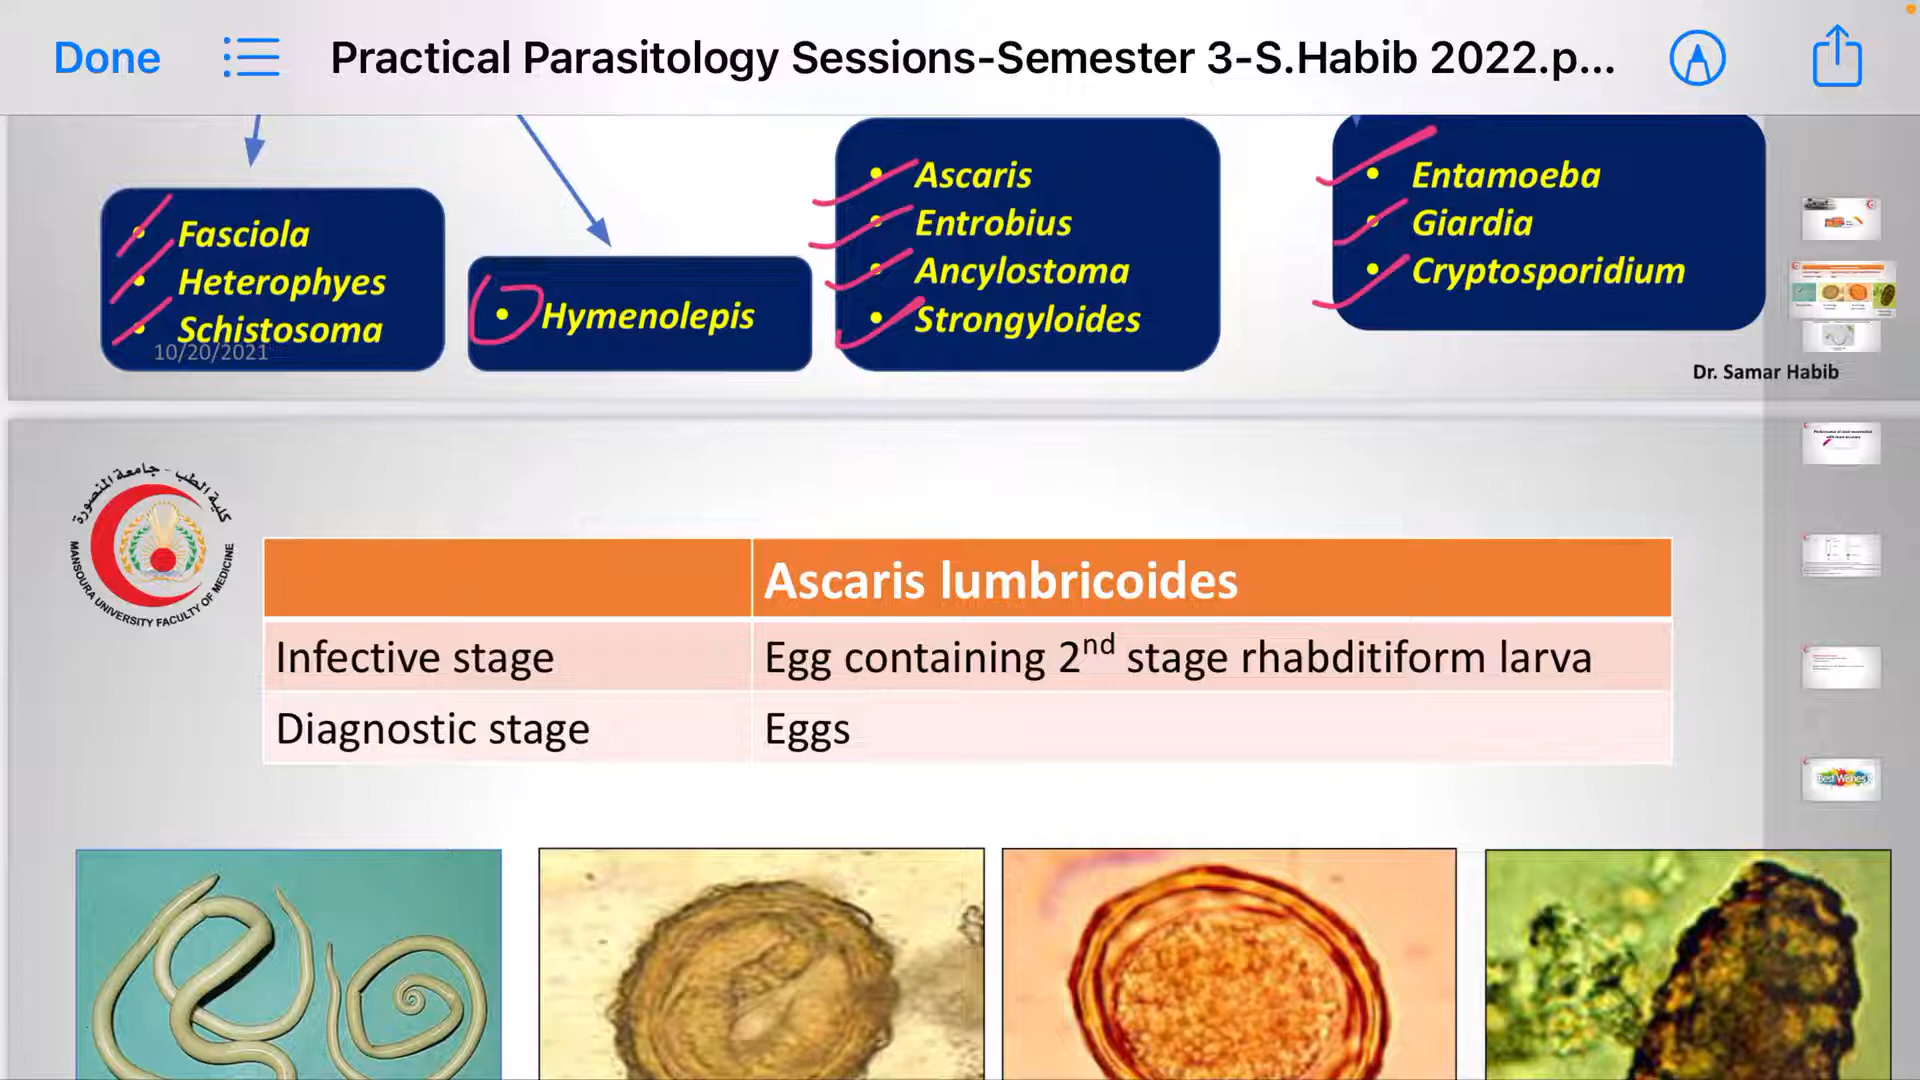 Done
Practical Parasitology Sessions-Semester 3-S.Habib 2022.p...
• Fasciola
• Heterophyes
• Schistosoma
10/20/2021
• Hymenolepis
• Ascaris
• Entrobius
• Ancylostoma
• Strongyloides
• Entamoeba
• Giardia
• Cryptosporidium
Dr. Samar Habib
كلية الطب - جامعة المنصورة
MANSOURA UNIVERSITY FACULTY OF MEDICINE
Ascaris lumbricoides
Infective stage Egg containing 2nd stage rhabditiform larva
Diagnostic stage Eggs
Best Wishes